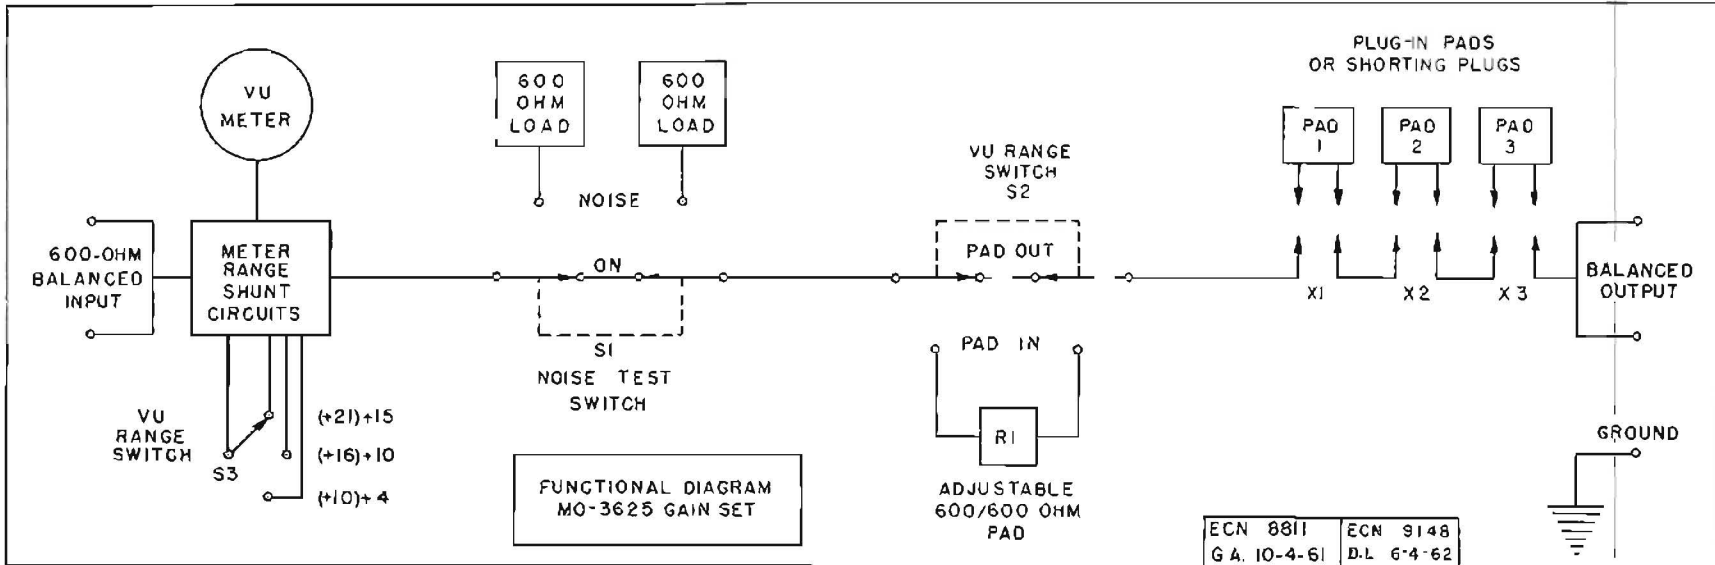 VU
METER
600
OHM
LOAD
600
OHM
LOAD
NOISE
600-OHM
BALANCED
INPUT
METER
RANGE
SHUNT
CIRCUITS
ON
S1
NOISE TEST
SWITCH
VU
RANGE
SWITCH
S3
(+21)+15
(+16)+10
(+10)+4
FUNCTIONAL DIAGRAM
MO-3625 GAIN SET
VU RANGE
SWITCH
S2
PAD OUT
PAD IN
R1
ADJUSTABLE
600/600 OHM
PAD
PLUG-IN PADS
OR SHORTING PLUGS
PAD
1
PAD
2
PAD
3
X1
X2
X3
BALANCED
OUTPUT
GROUND
ECN 8811
G.A. 10-4-61
ECN 9148
D.L 6-4-62